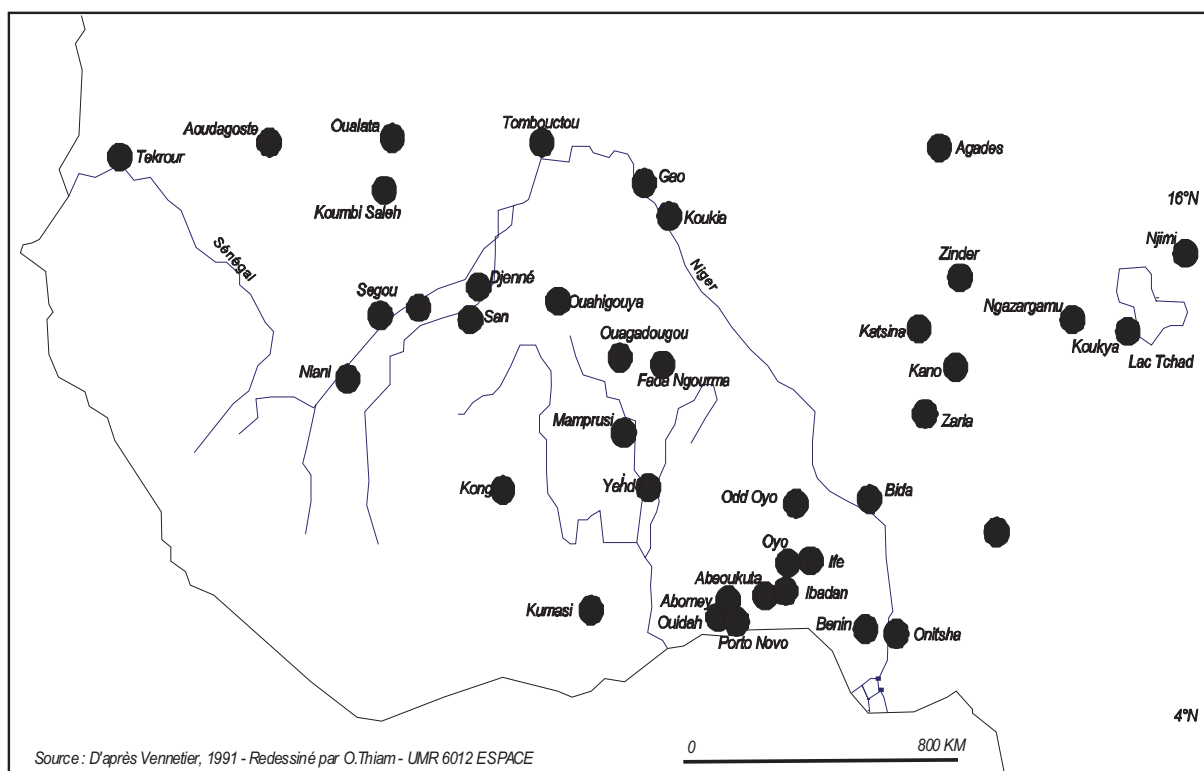 Tombouctou
Oualata
Aoudagoste
Tekrour
Agades
Gao
16°N
Koumbi Saleh
Koukia
Sénégal
Njimi
Zinder
Niger
Djenné
Segou
Ouahigouya
Ngazargamu
San
Ouagadougou
Katsina
Koukya
Lac Tchad
Niani
Fada Ngourma
Kano
Mamprusi
Zaria
Kong
Bida
Odd Oyo
Oyo
Ife
Abeoukuta
Ibadan
Abomey
Kumasi
Ouidah
Benin
Onitsha
Porto Novo
4°N
0
800 KM
Source : D'après Vennetier, 1991 - Redessiné par O.Thiam - UMR 6012 ESPACE